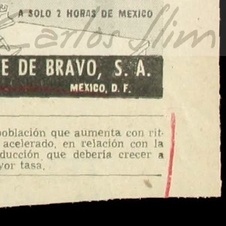 A SOLO 2 HORAS DE MEXICO
Carlos Slim
E DE BRAVO, S. A.
MEXICO, D. F.
población que aumenta con rit-
acelerado, en relación con la
ducción que debería crecer a
yor tasa.